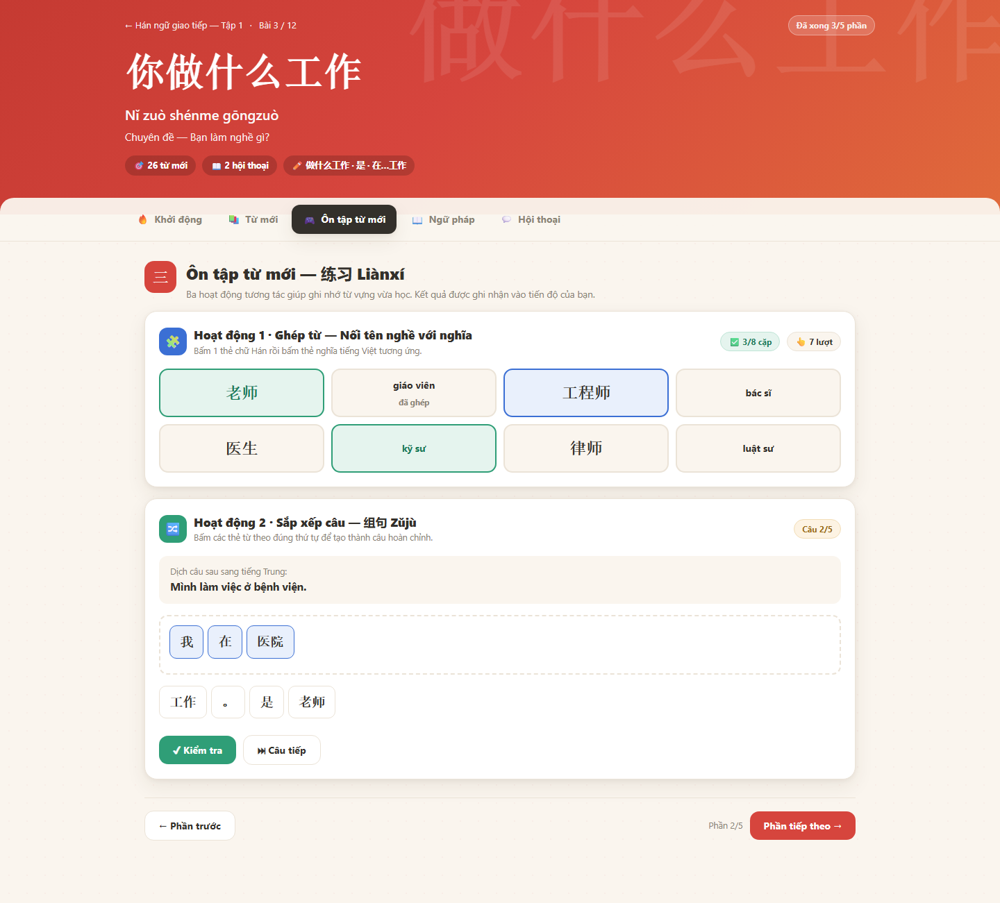 做什么工作
← Hán ngữ giao tiếp — Tập 1 · Bài 3 / 12
Đã xong 3/5 phần
你做什么工作
Nǐ zuò shénme gōngzuò
Chuyên đề — Bạn làm nghề gì?
26 từ mới
2 hội thoại
做什么工作 · 是 · 在...工作
Khởi động
Từ mới
Ôn tập từ mới
Ngữ pháp
Hội thoại
三
Ôn tập từ mới — 练习 Liànxí
Ba hoạt động tương tác giúp ghi nhớ từ vựng vừa học. Kết quả được ghi nhận vào tiến độ của bạn.
Hoạt động 1 · Ghép từ — Nối tên nghề với nghĩa
Bấm 1 thẻ chữ Hán rồi bấm thẻ nghĩa tiếng Việt tương ứng.
3/8 cặp
7 lượt
老师
giáo viên
đã ghép
工程师
bác sĩ
医生
kỹ sư
律师
luật sư
Hoạt động 2 · Sắp xếp câu — 组句 Zǔjù
Bấm các thẻ từ theo đúng thứ tự để tạo thành câu hoàn chỉnh.
Câu 2/5
Dịch câu sau sang tiếng Trung:
Mình làm việc ở bệnh viện.
我 在 医院
工作 。 是 老师
✓ Kiểm tra
⏭ Câu tiếp
← Phần trước
Phần 2/5
Phần tiếp theo →